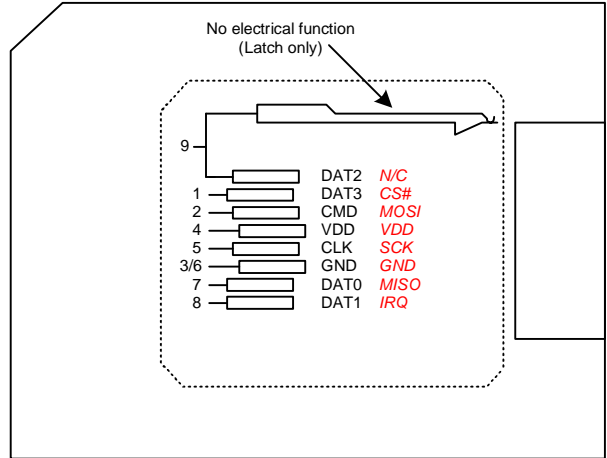 No electrical function
(Latch only)
9
DAT2 N/C
1 DAT3 CS#
2 CMD MOSI
4 VDD VDD
5 CLK SCK
3/6 GND GND
7 DAT0 MISO
8 DAT1 IRQ